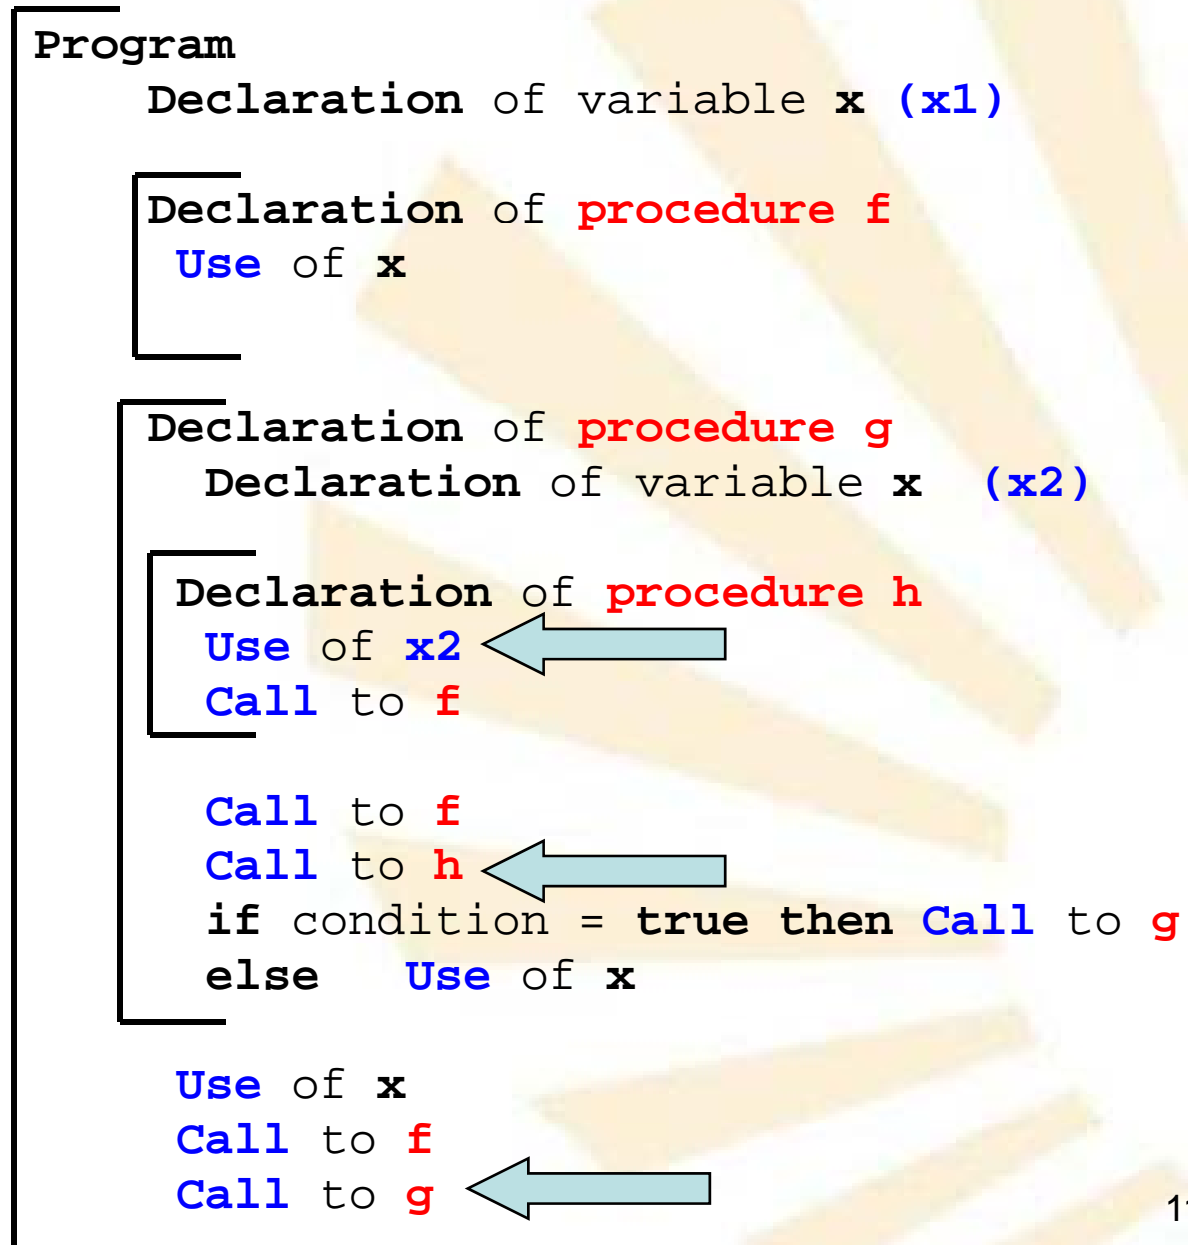 Program
Declaration of variable x (x1)
Declaration of procedure f
Use of x
Declaration of procedure g
Declaration of variable x (x2)
Declaration of procedure h
Use of x2
Call to f
Call to f
Call to h
if condition = true then Call to g
else Use of x
Use of x
Call to f
Call to g